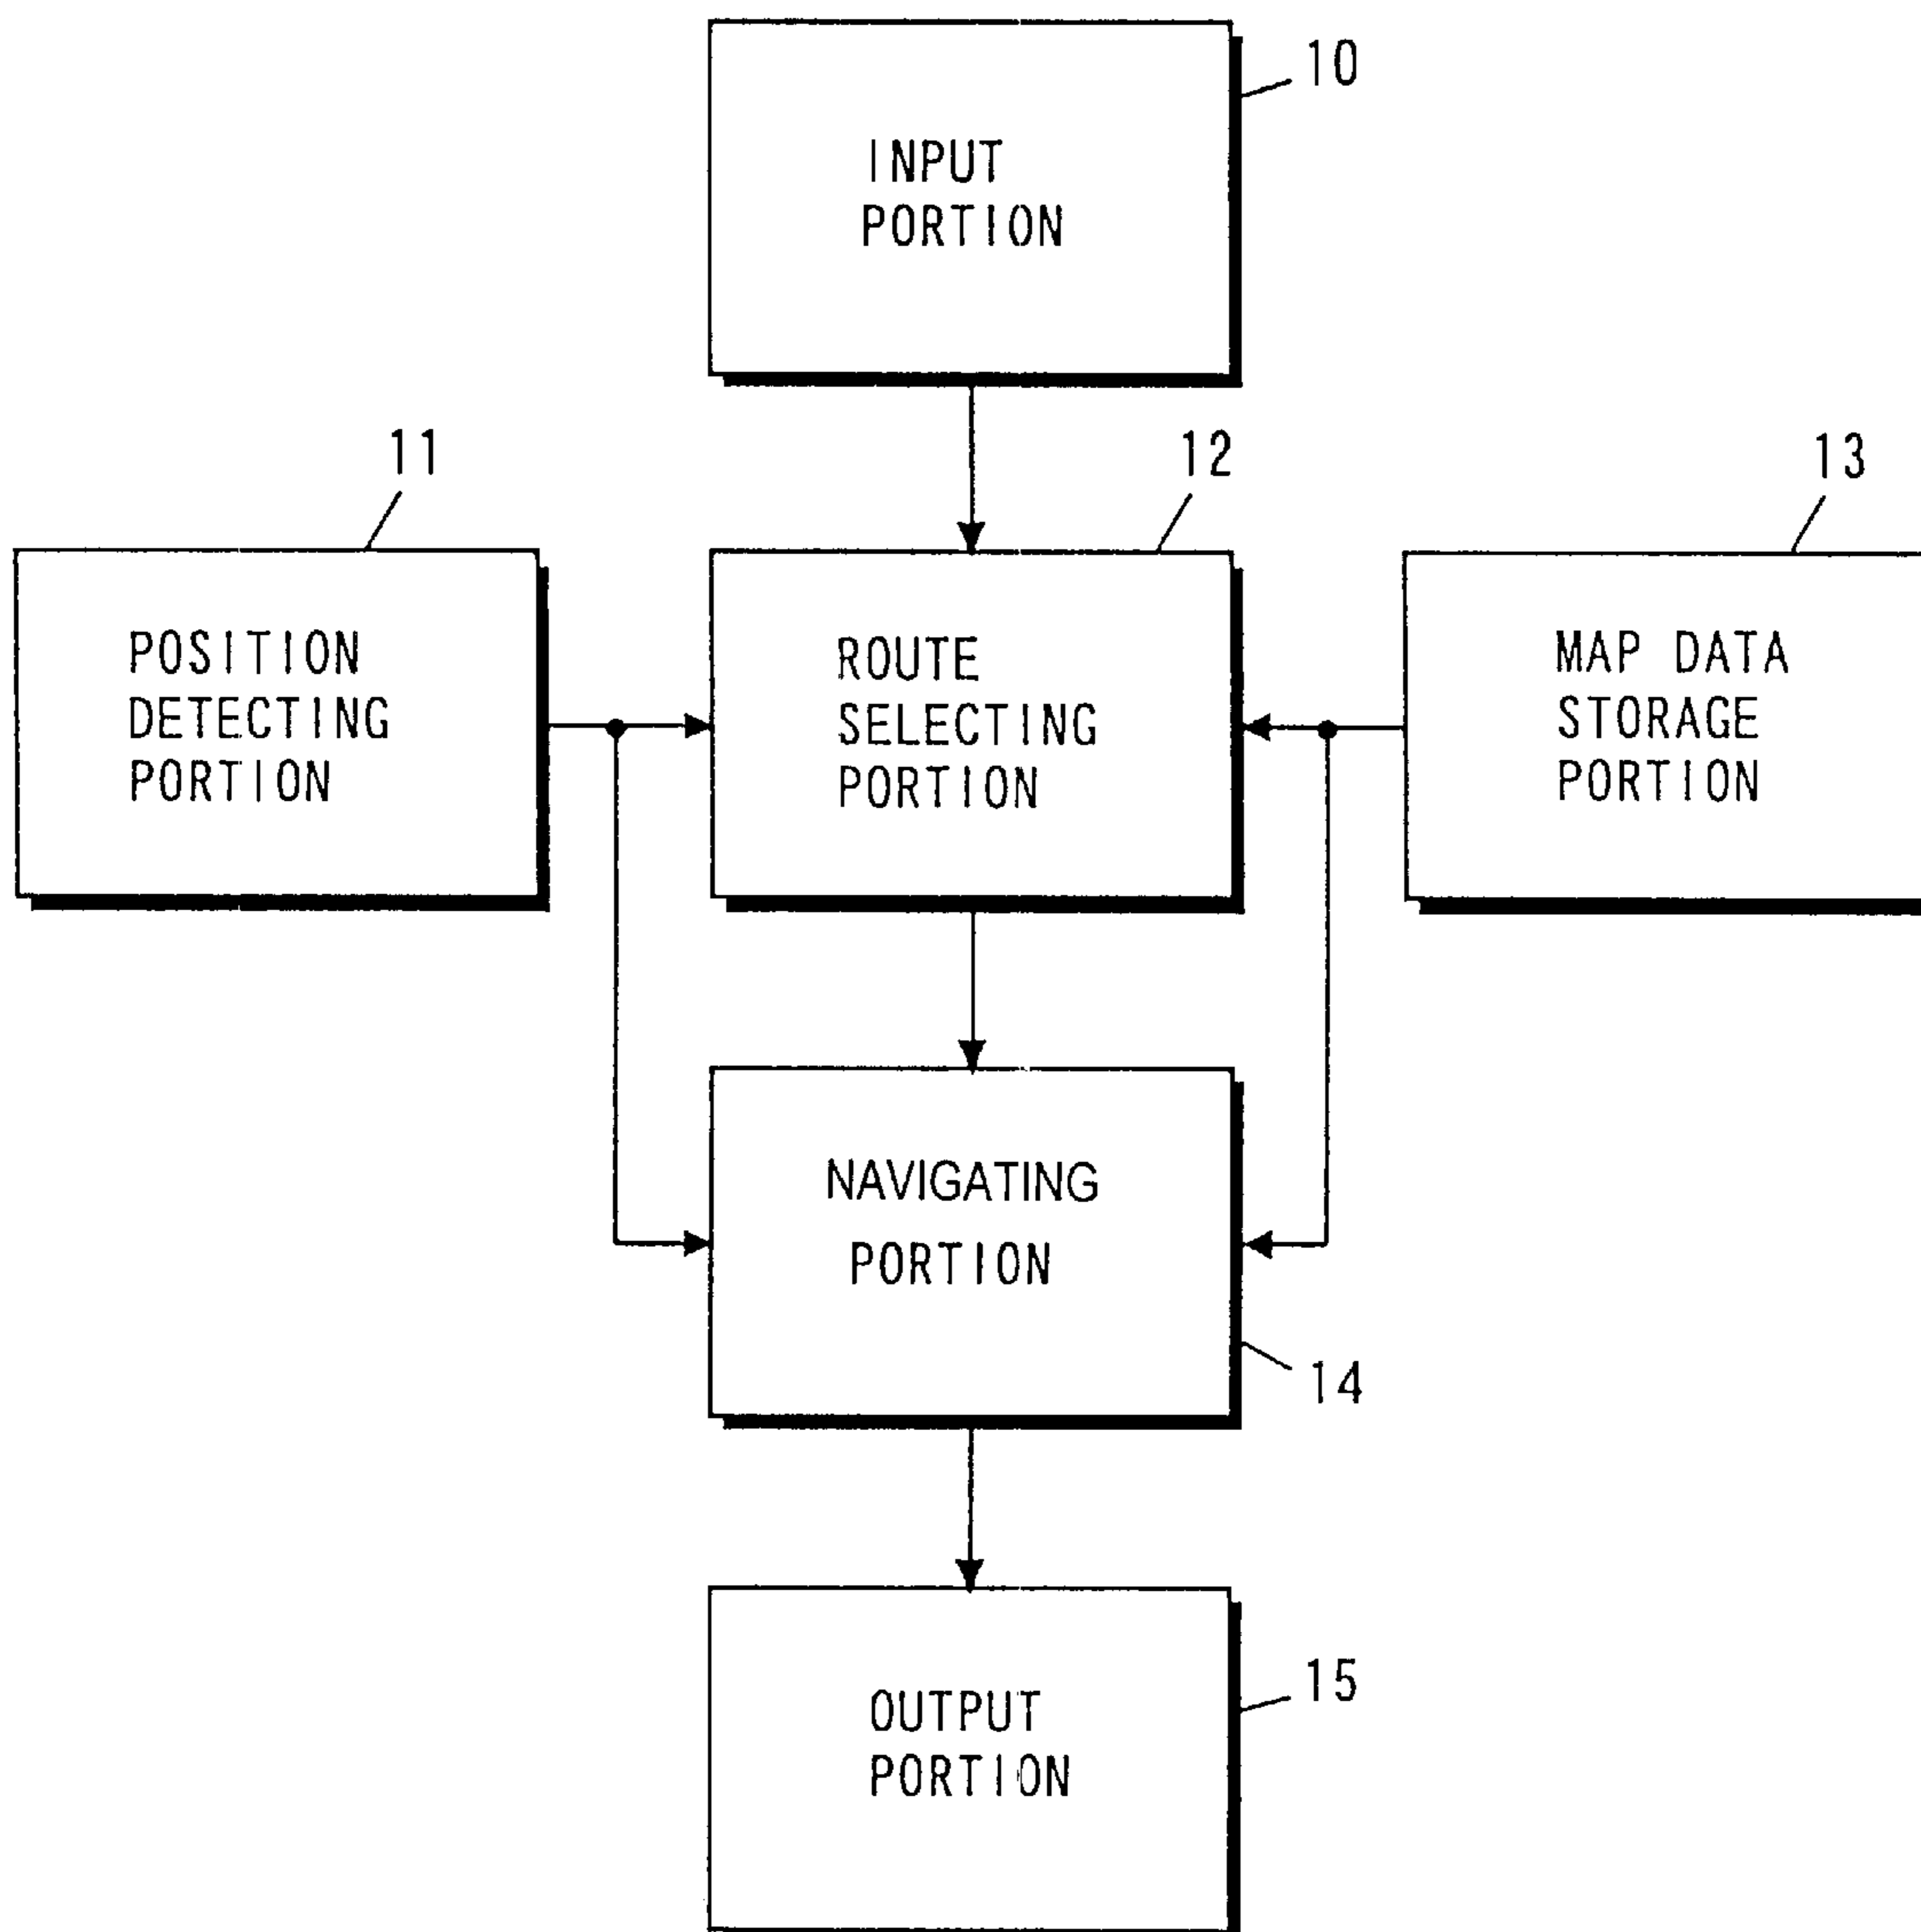 10
INPUT
PORTION
11
12
13
POSITION
DETECTING
PORTION
ROUTE
SELECTING
PORTION
MAP DATA
STORAGE
PORTION
NAVIGATING
PORTION
14
15
OUTPUT
PORTION